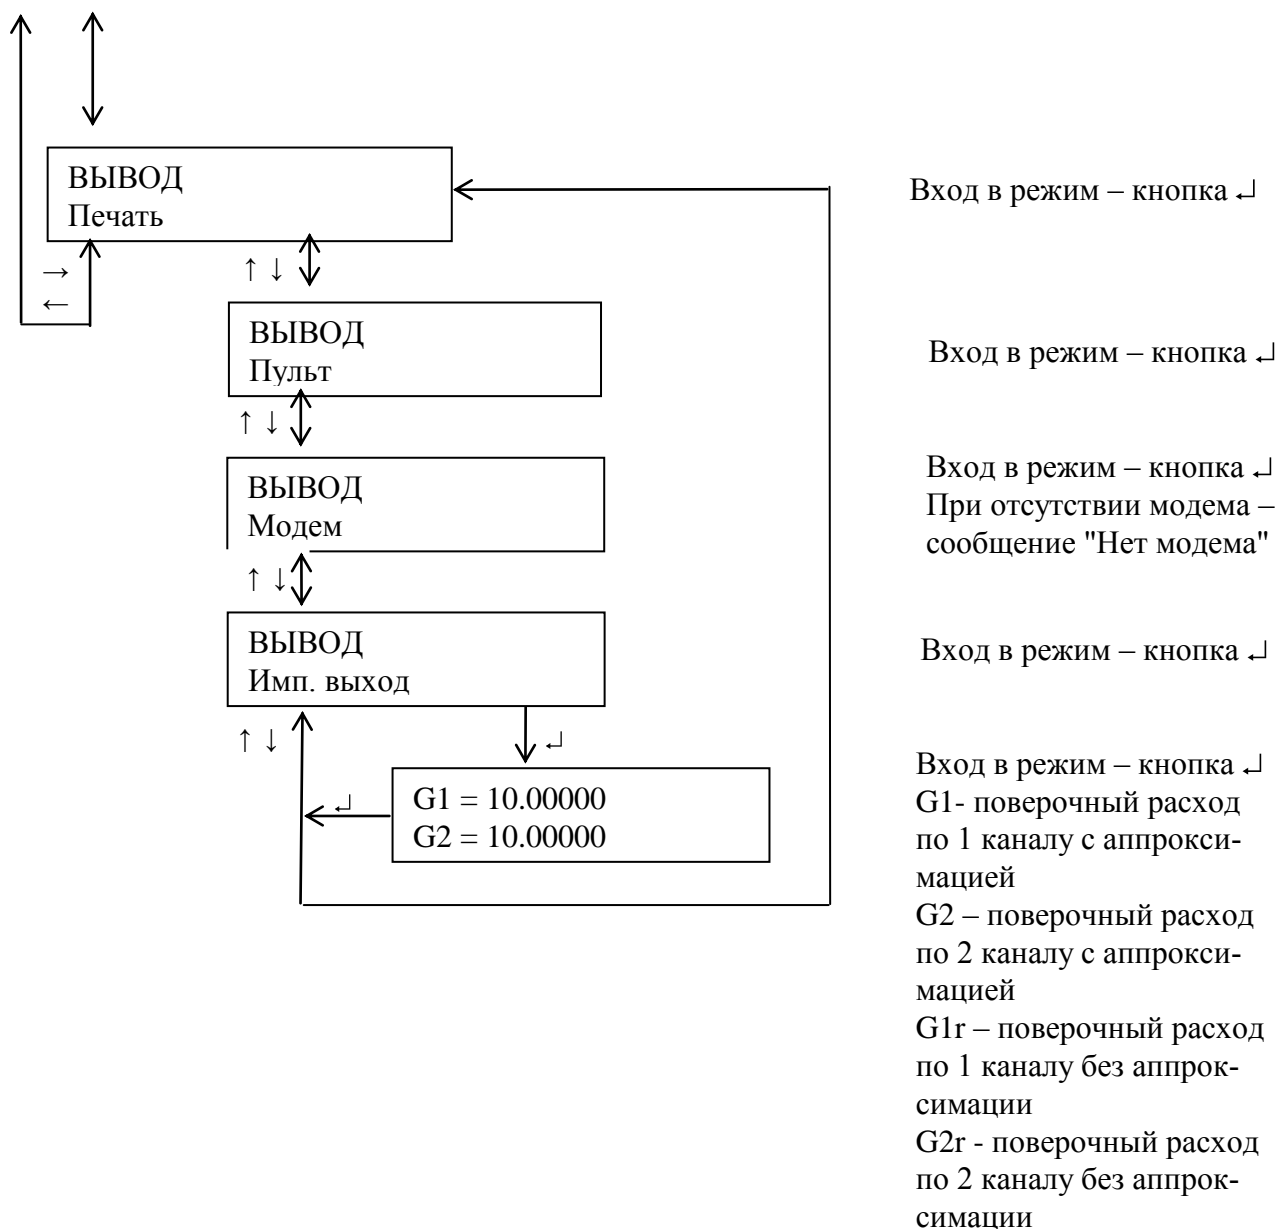 ВЫВОД
Печать
Вход в режим – кнопка ↵
→
←
↑ ↓
ВЫВОД
Пульт
Вход в режим – кнопка ↵
↑ ↓
ВЫВОД
Модем
Вход в режим – кнопка ↵
При отсутствии модема –
сообщение "Нет модема"
↑ ↓
ВЫВОД
Имп. выход
Вход в режим – кнопка ↵
↑ ↓
↵
↵
G1 = 10.00000
G2 = 10.00000
Вход в режим – кнопка ↵
G1- поверочный расход
по 1 каналу с аппрокси-
мацией
G2 – поверочный расход
по 2 каналу с аппрокси-
мацией
G1r – поверочный расход
по 1 каналу без аппрок-
симации
G2r - поверочный расход
по 2 каналу без аппрок-
симации